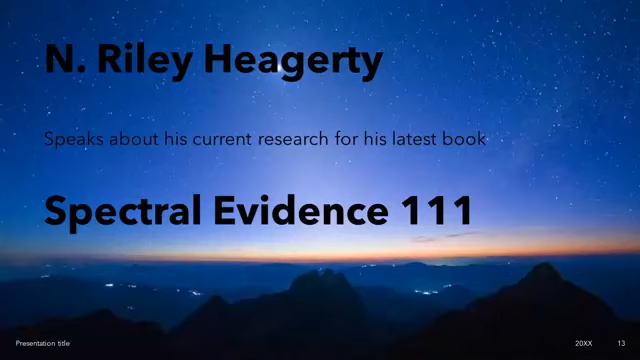 N. Riley Heagerty
Speaks about his current research for his latest book
Spectral Evidence 111
Presentation title
20XX
13